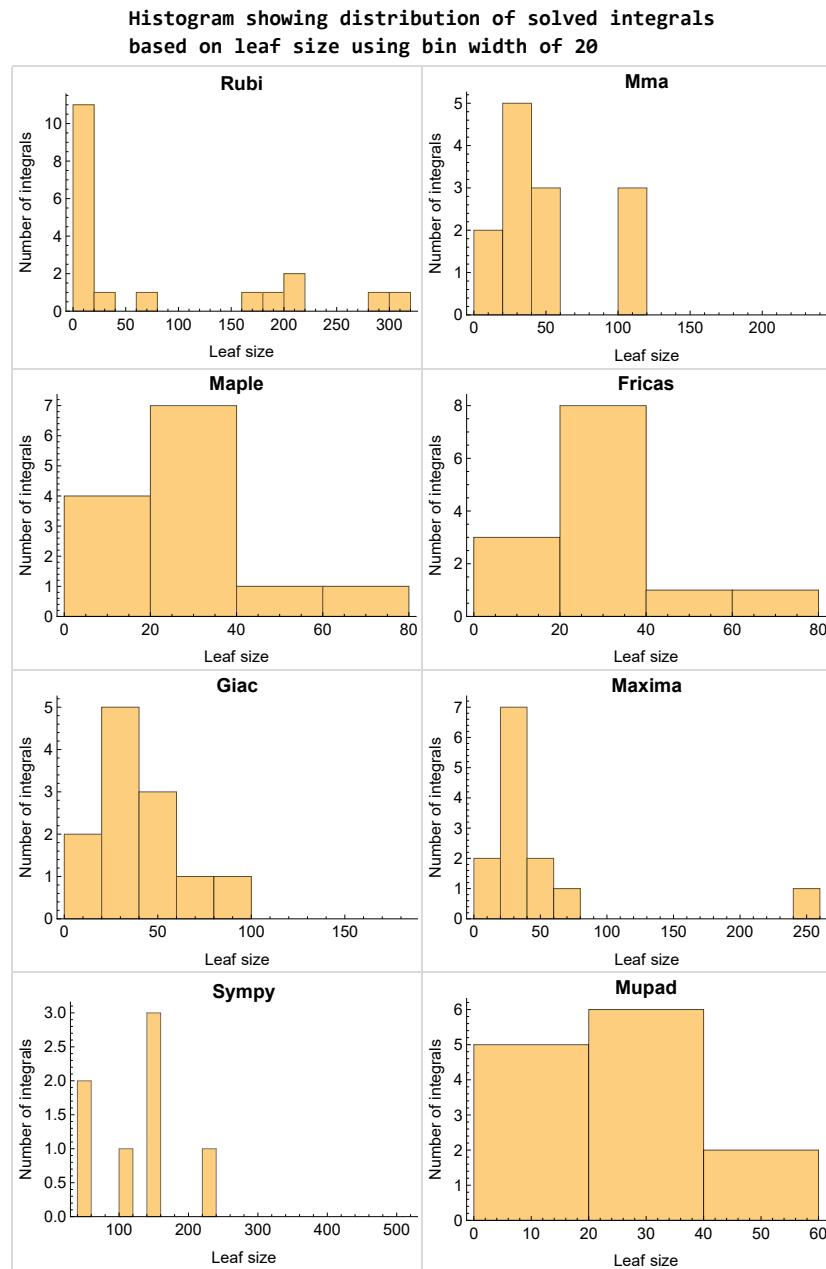 Histogram showing distribution of solved integrals
based on leaf size using bin width of 20
Rubi
Number of integrals
10
8
6
4
2
0
0 50 100 150 200 250 300
Leaf size
Mma
Number of integrals
5
4
3
2
1
0
0 50 100 150 200
Leaf size
Maple
Number of integrals
7
6
5
4
3
2
1
0
0 20 40 60 80
Leaf size
Fricas
Number of integrals
8
6
4
2
0
0 20 40 60 80
Leaf size
Giac
Number of integrals
5
4
3
2
1
0
0 50 100 150
Leaf size
Maxima
Number of integrals
7
6
5
4
3
2
1
0
0 50 100 150 200 250
Leaf size
Sympy
Number of integrals
3.0
2.5
2.0
1.5
1.0
0.5
0.0
100 200 300 400 500
Leaf size
Mupad
Number of integrals
6
5
4
3
2
1
0
0 10 20 30 40 50 60
Leaf size